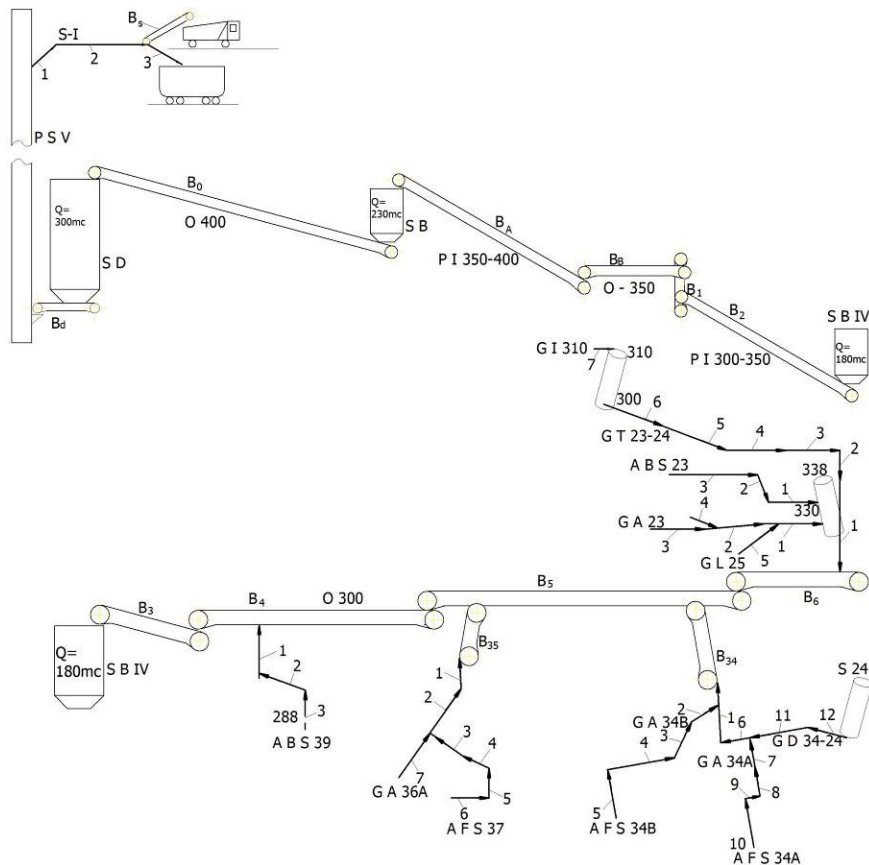 Bs
S-I
1
2
3
P S V
Q=
300mc
S D
Bd
B0
O 400
Q=
230mc
S B
BA
P I 350-400
BB
O - 350
B1
B2
P I 300-350
S B IV
Q=
180mc
G I 310
310
7
300
6
G T 23-24
5
4
3
2
A B S 23
3
2
1
338
330
4
G A 23
3
2
1
5
G L 25
1
B3
B4
O 300
B5
B6
Q=
180mc
S B IV
1
2
288
3
A B S 39
B35
1
2
3
4
7
G A 36A
5
6
A F S 37
B34
S 24
G A 34B
2
1
3
4
5
A F S 34B
6
11
12
G A 34A
G D 34-24
7
9
8
10
A F S 34A